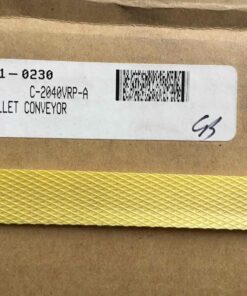 1-0230
C-2040VRP-A
LLET CONVEYOR